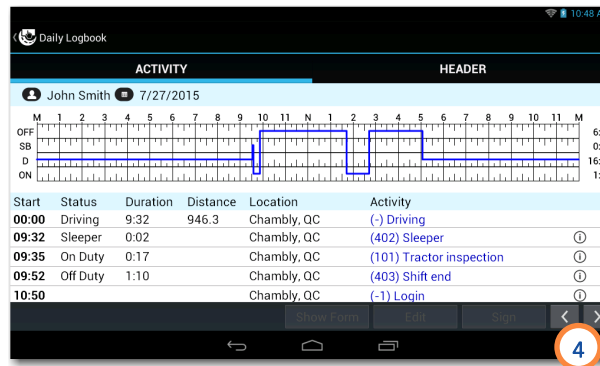 10:48 A
Daily Logbook
ACTIVITY HEADER
John Smith 7/27/2015
M 1 2 3 4 5 6 7 8 9 10 11 N 1 2 3 4 5 6 7 8 9 10 11 M
OFF 6:
SB 0:
D 16:
ON 1:
Start Status Duration Distance Location Activity
00:00 Driving 9:32 946.3 Chambly, QC (-) Driving
09:32 Sleeper 0:02 Chambly, QC (402) Sleeper
09:35 On Duty 0:17 Chambly, QC (101) Tractor inspection
09:52 Off Duty 1:10 Chambly, QC (403) Shift end
10:50 Chambly, QC (-1) Login
Show Form Edit Sign
4